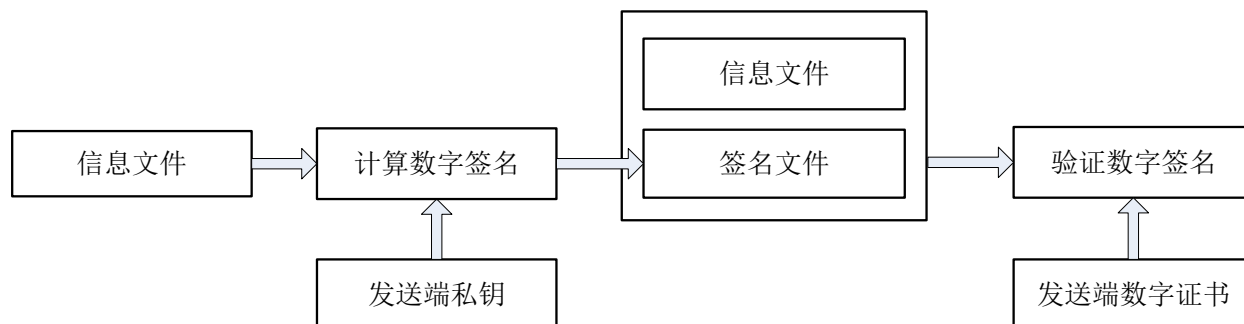 信息文件
计算数字签名
发送端私钥
信息文件
签名文件
验证数字签名
发送端数字证书